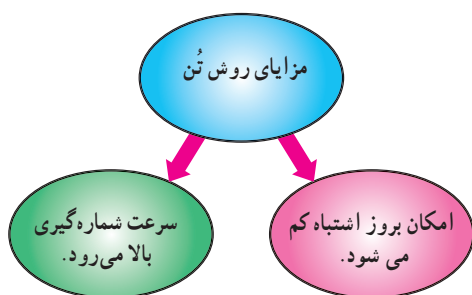 مزایای روش تُن
امکان بروز اشتباه کم
می شود.
سرعت شماره‌گیری
بالا می‌رود.